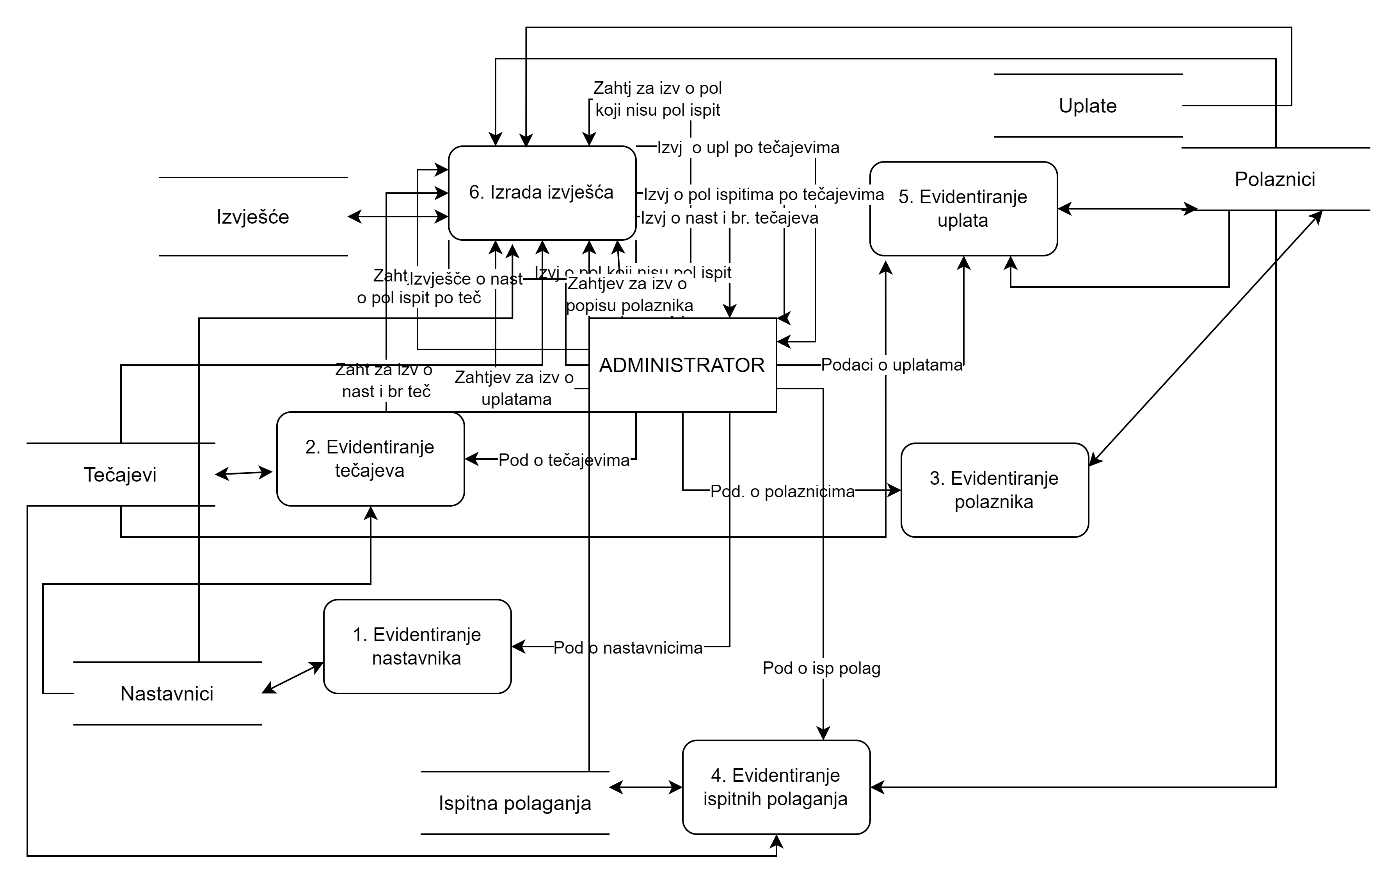 Zahtj za izv o pol
koji nisu pol ispit
Uplate
Izvj o upl po tečajevima
Polaznici
6. Izrada izvješća
Izvj o pol ispitima po tečajevima
5. Evidentiranje
uplata
Izvješće
Izvj o nast i br. tečajeva
Izvj o pol koji nisu pol ispit
Zaht
Izvješče o nast
o pol ispit po teč
Zahtjev za izv o
popisu polaznika
ADMINISTRATOR
Podaci o uplatama
Zaht za izv o
nast i br teč
Zahtjev za izv o
uplatama
2. Evidentiranje
tečajeva
Tečajevi
Pod o tečajevima
Pod. o polaznicima
3. Evidentiranje
polaznika
1. Evidentiranje
nastavnika
Pod o nastavnicima
Pod o isp polag
Nastavnici
4. Evidentiranje
ispitnih polaganja
Ispitna polaganja